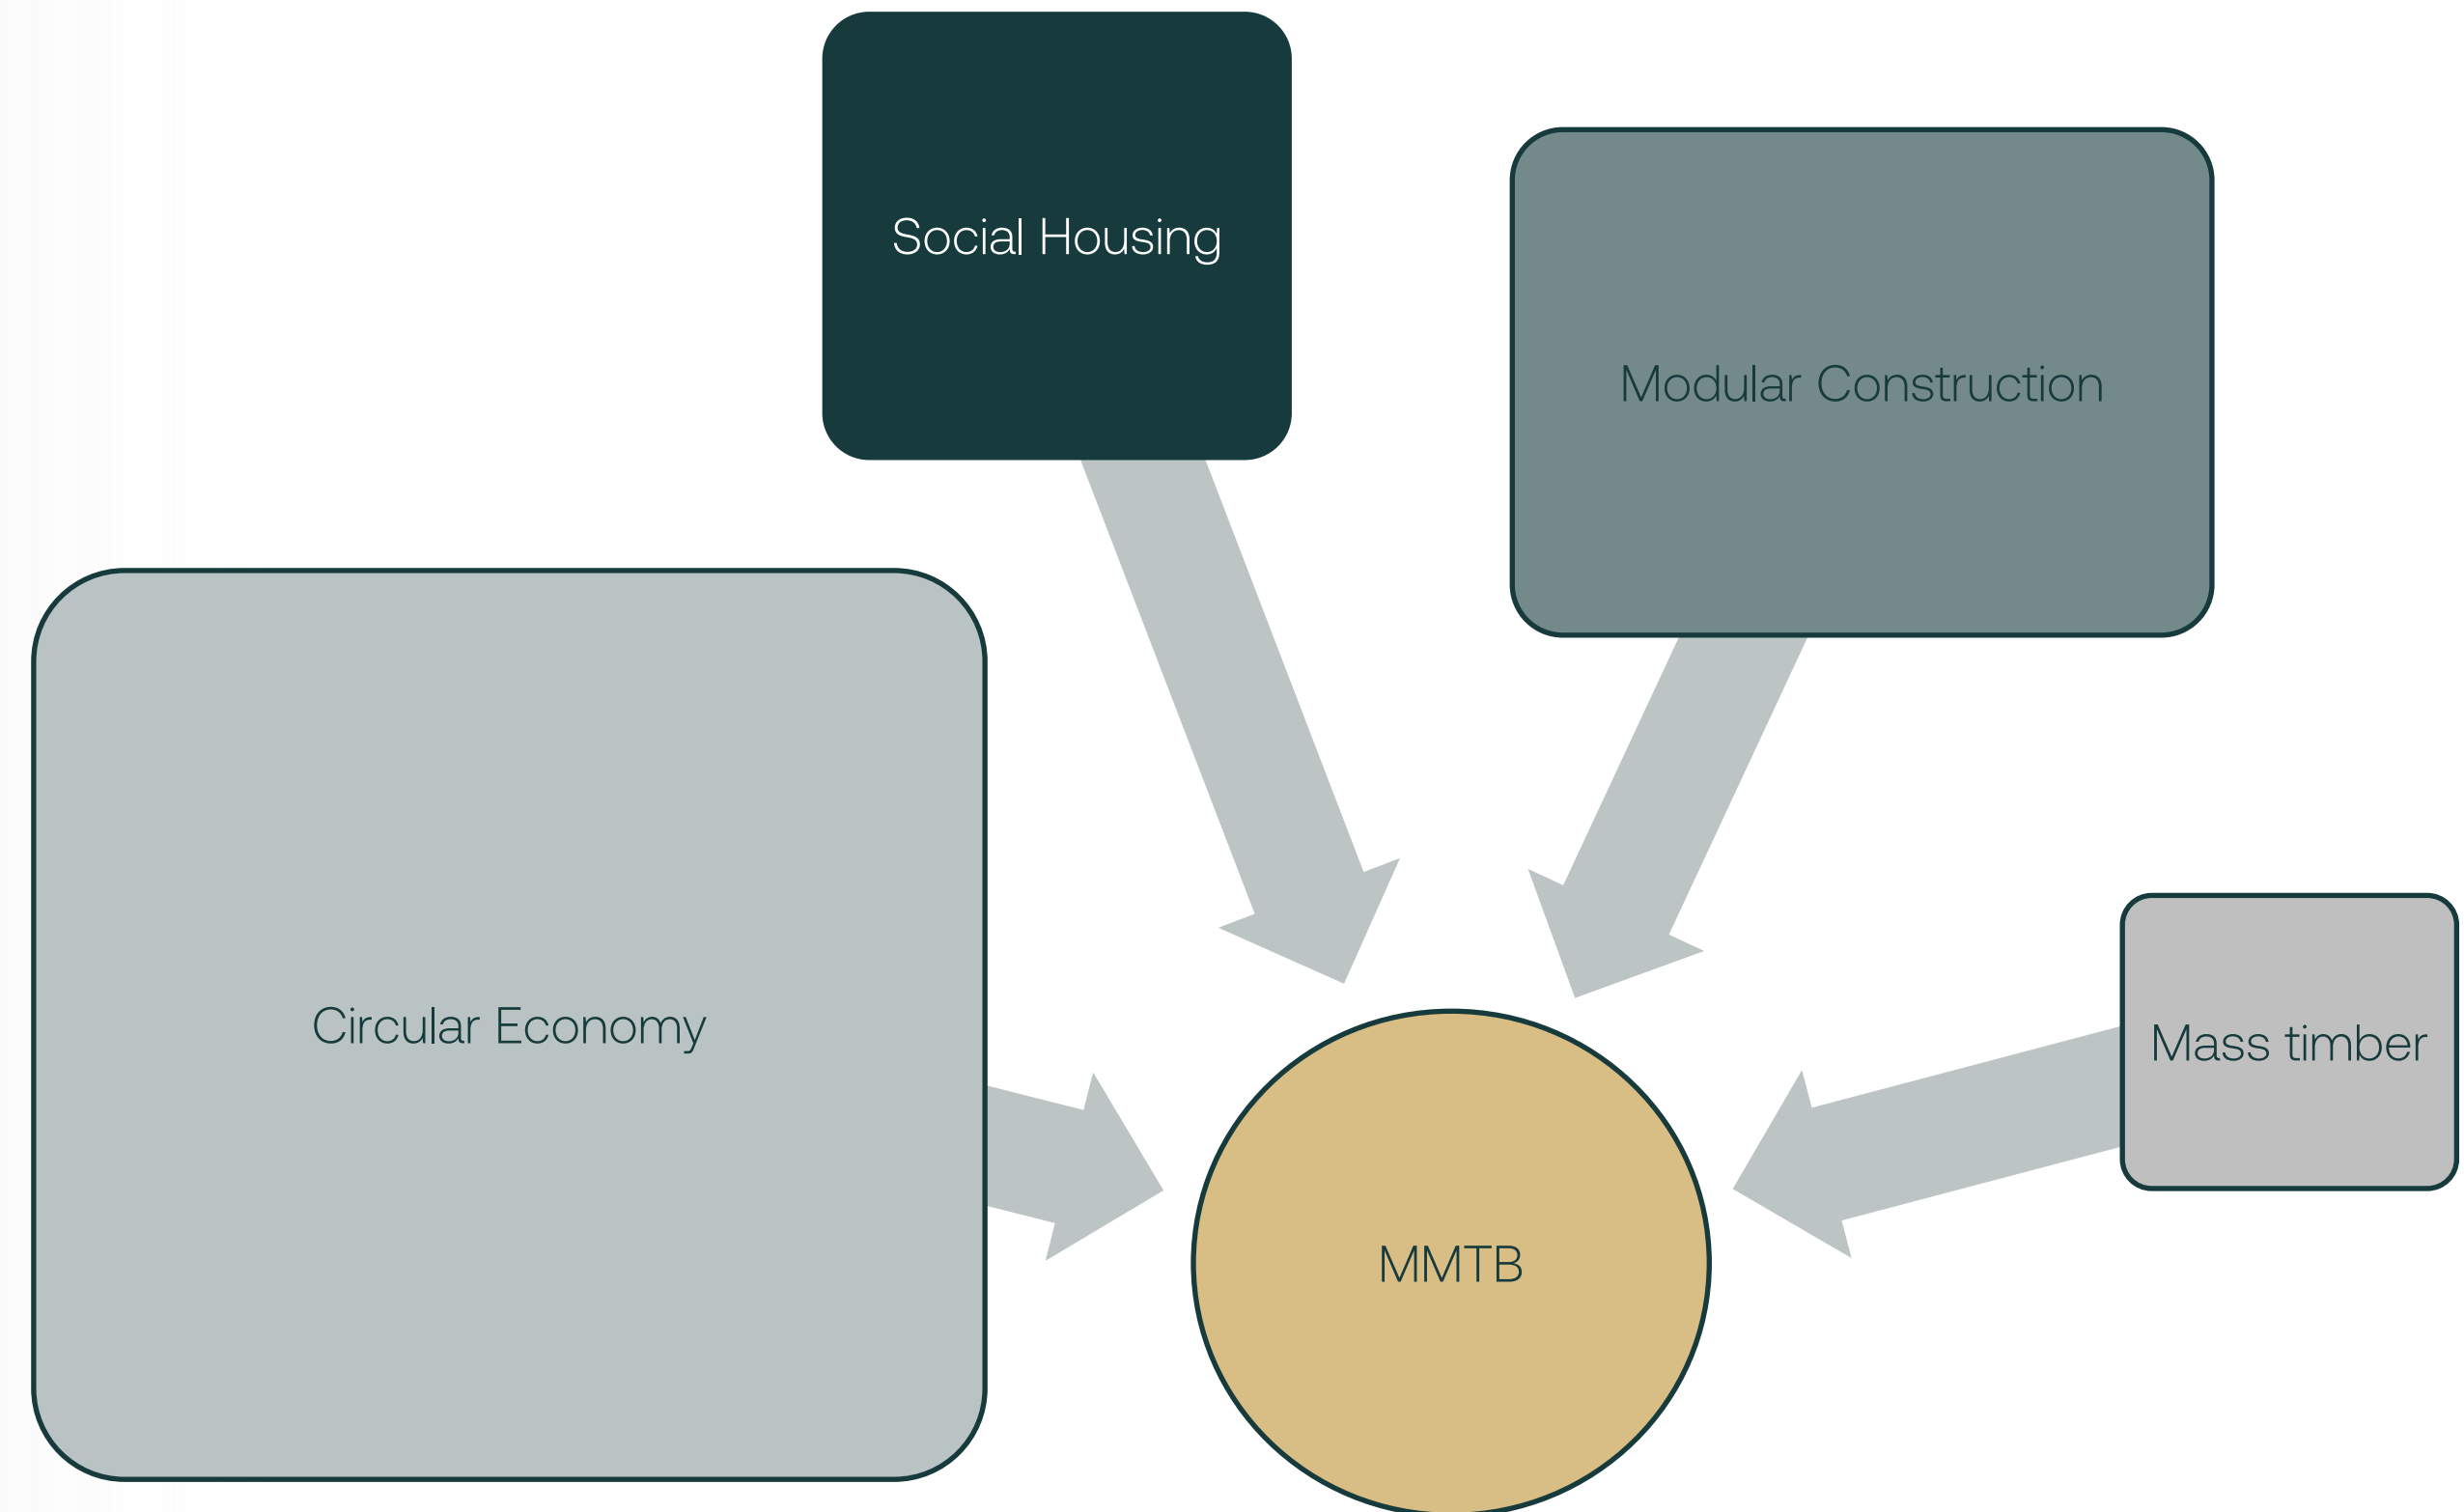 Social Housing
Modular Construction
Circular Economy
Mass timber
MMTB